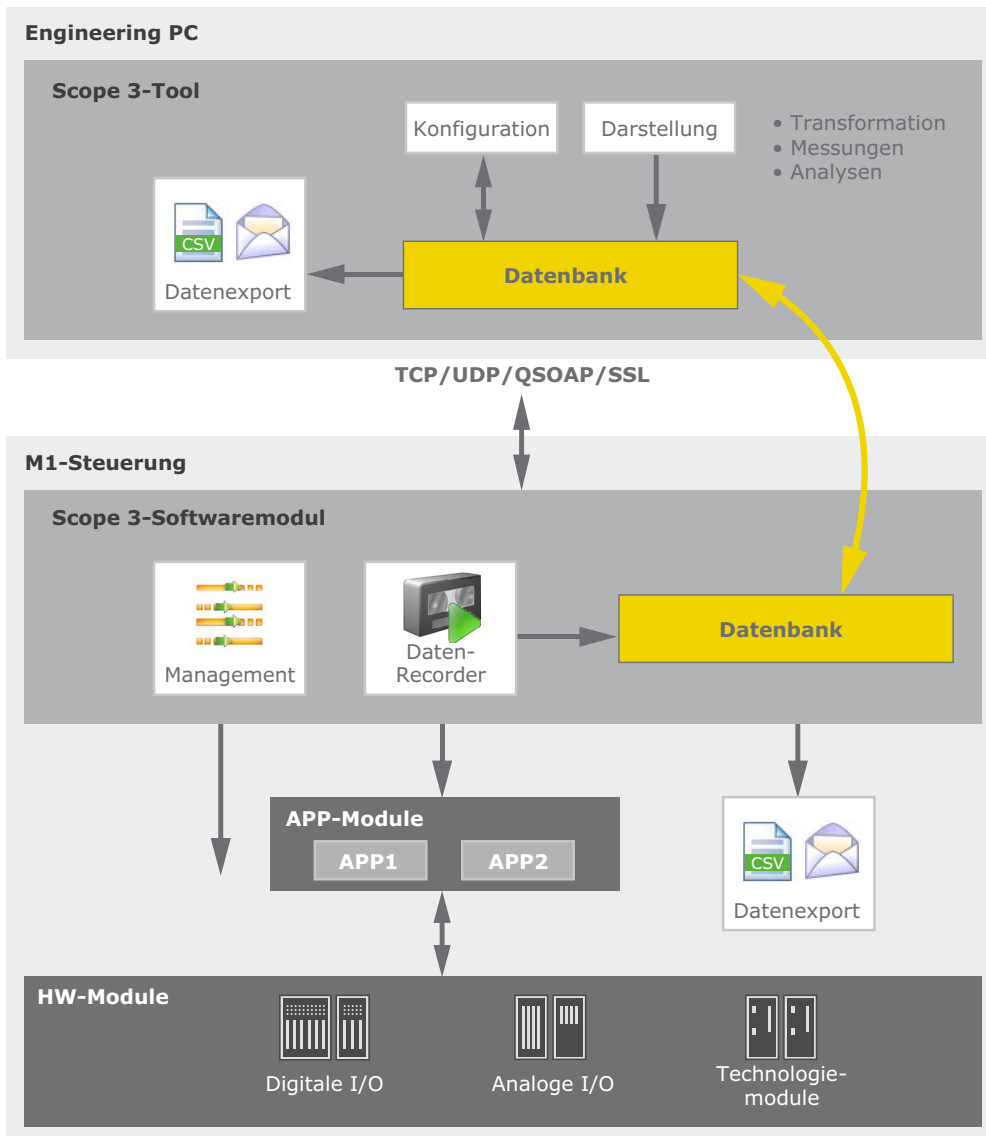 Engineering PC
Scope 3-Tool
Konfiguration
Darstellung
• Transformation
• Messungen
• Analysen
CSV
Datenexport
Datenbank
TCP/UDP/QSOAP/SSL
M1-Steuerung
Scope 3-Softwaremodul
Management
Daten-
Recorder
Datenbank
APP-Module
APP1
APP2
CSV
Datenexport
HW-Module
Digitale I/O
Analoge I/O
Technologie-
module